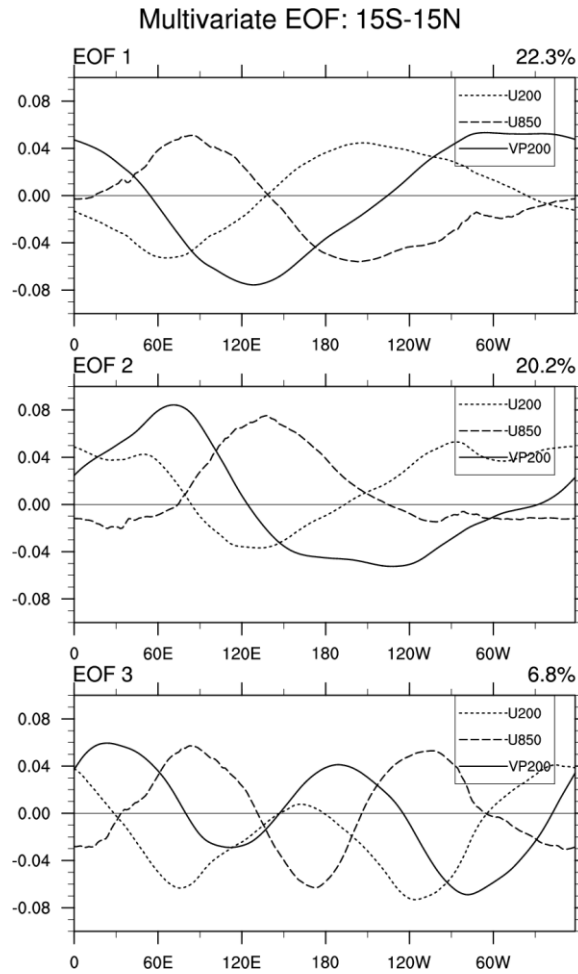 Multivariate EOF: 15S-15N
EOF 1 22.3%
U200
U850
VP200
0.08
0.04
0.00
-0.04
-0.08
0 60E 120E 180 120W 60W
EOF 2 20.2%
U200
U850
VP200
0.08
0.04
0.00
-0.04
-0.08
0 60E 120E 180 120W 60W
EOF 3 6.8%
U200
U850
VP200
0.08
0.04
0.00
-0.04
-0.08
0 60E 120E 180 120W 60W